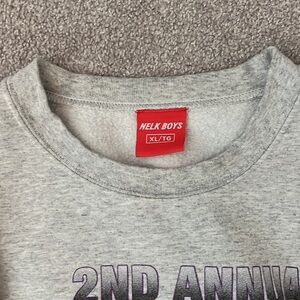 NELK BOYS
XL/TG
2ND ANNUA